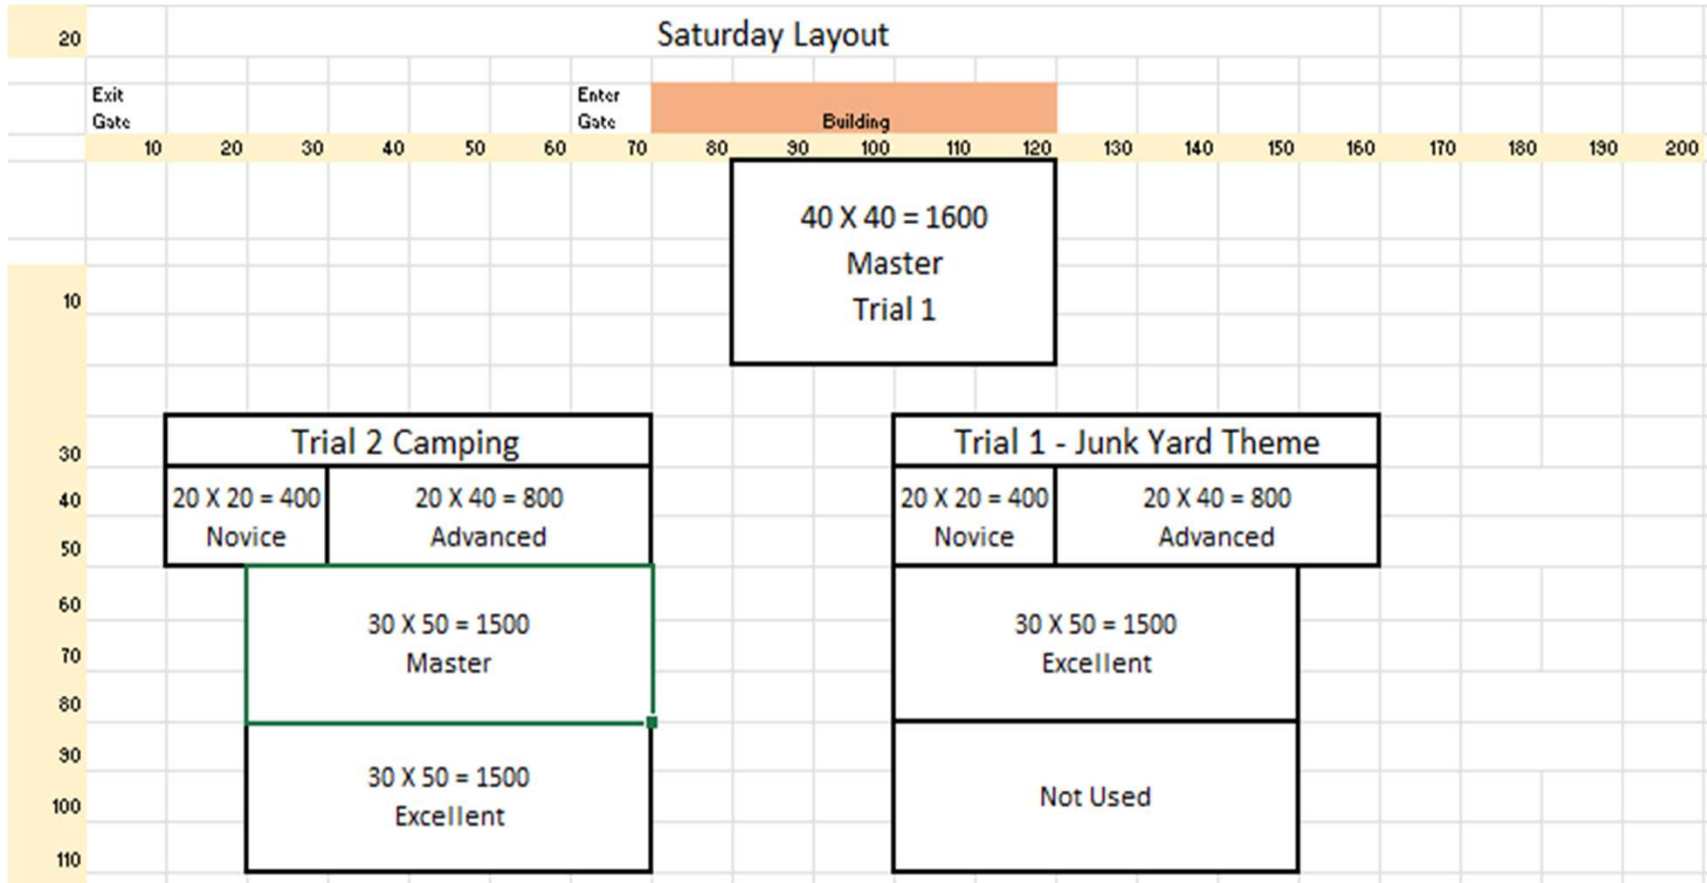 20
Saturday Layout
Exit
Gate
Enter
Gate
Building
10 20 30 40 50 60 70 80 90 100 110 120 130 140 150 160 170 180 190 200
40 X 40 = 1600
Master
Trial 1
10
Trial 2 Camping
Trial 1 - Junk Yard Theme
30
20 X 20 = 400
Novice
20 X 40 = 800
Advanced
20 X 20 = 400
Novice
20 X 40 = 800
Advanced
40
50
30 X 50 = 1500
Master
30 X 50 = 1500
Excellent
60
70
80
30 X 50 = 1500
Excellent
Not Used
90
100
110